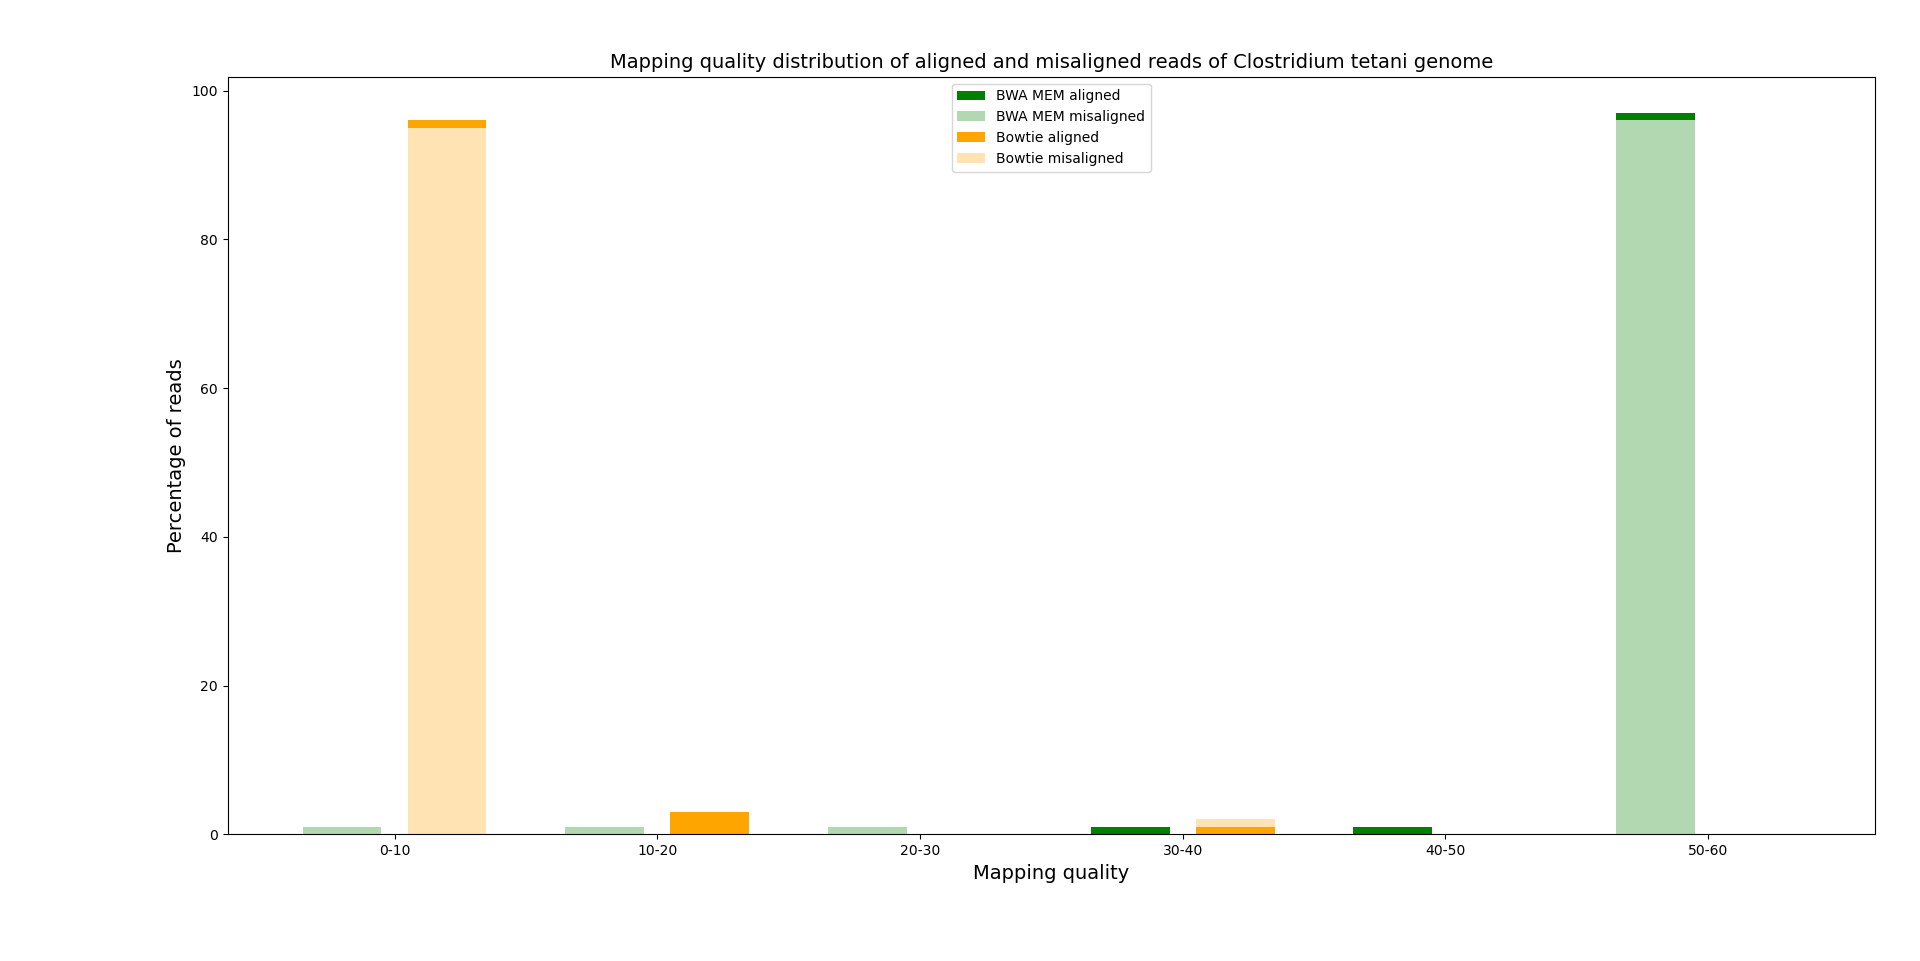 Mapping quality distribution of aligned and misaligned reads of Clostridium tetani genome
BWA MEM aligned
BWA MEM misaligned
Bowtie aligned
Bowtie misaligned
Percentage of reads
100
80
60
40
20
0
0-10 10-20 20-30 30-40 40-50 50-60
Mapping quality